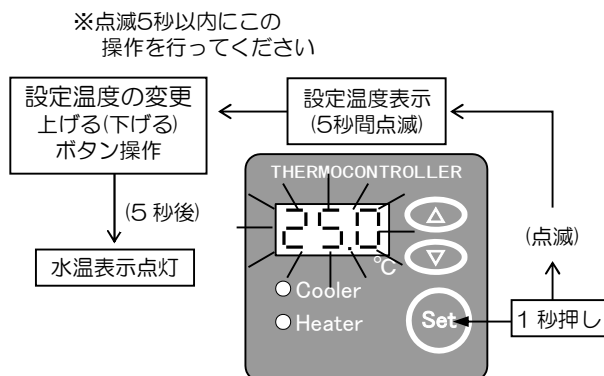 ※点滅5秒以内にこの
操作を行ってください
設定温度の変更
上げる(下げる)
ボタン操作
設定温度表示
(5秒間点滅)
THERMOCONTROLLER
25.0
℃
(5 秒後)
(点滅)
水温表示点灯
Cooler
Heater
Set
1 秒押し